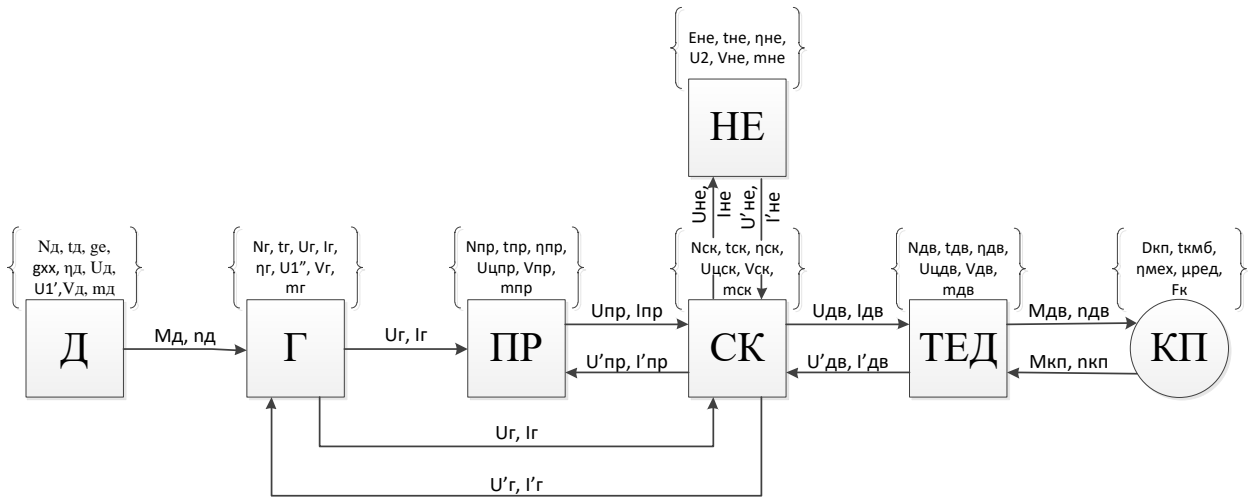 Eне, tне, ηне,
U2, Vне, mне
НЕ
Uне,
Iне
U'не,
I'не
Nд, tд, ge,
gхх, ηд, Uд,
U1',Vд, mд
Д
Mд, nд
Nг, tг, Uг, Iг,
ηг, U1", Vг,
mг
Г
Uг, Iг
Nпр, tпр, ηпр,
Uцпр, Vпр,
mпр
ПР
Uпр, Iпр
U'пр, I'пр
Nск, tск, ηск,
Uцск, Vск,
mск
СК
Uдв, Iдв
U'дв, I'дв
Nдв, tдв, ηдв,
Uцдв, Vдв,
mдв
ТЕД
Mдв, nдв
Mкп, nкп
Dкп, tкмб,
ηмех, μред,
Fк
КП
Uг, Iг
U'г, I'г